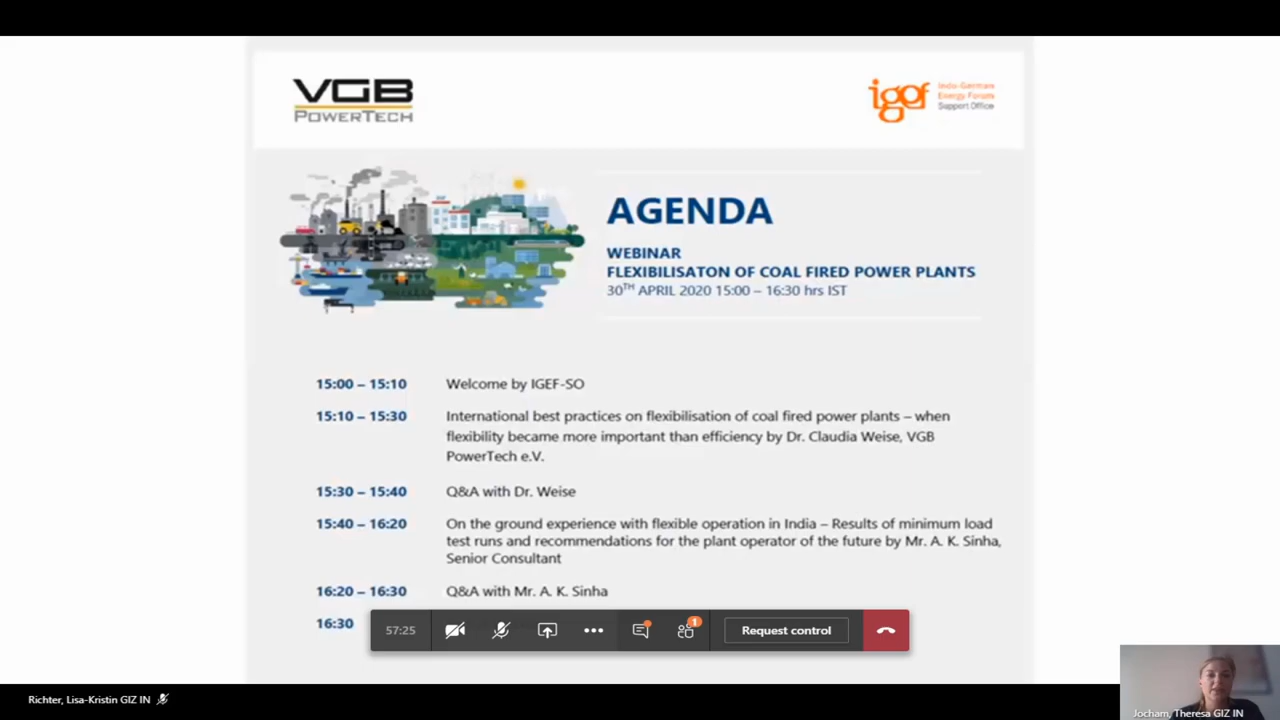 VGB
POWERTECH
igef
Indo-German
Energy Forum
Support Office
AGENDA
WEBINAR
FLEXIBILISATON OF COAL FIRED POWER PLANTS
30TH APRIL 2020 15:00 – 16:30 hrs IST
15:00 – 15:10 Welcome by IGEF-SO
15:10 – 15:30 International best practices on flexibilisation of coal fired power plants – when
flexibility became more important than efficiency by Dr. Claudia Weise, VGB
PowerTech e.V.
15:30 – 15:40 Q&A with Dr. Weise
15:40 – 16:20 On the ground experience with flexible operation in India – Results of minimum load
test runs and recommendations for the plant operator of the future by Mr. A. K. Sinha,
Senior Consultant
16:20 – 16:30 Q&A with Mr. A. K. Sinha
16:30
57:25
1
Request control
Richter, Lisa-Kristin GIZ IN
Jocham, Theresa GIZ IN